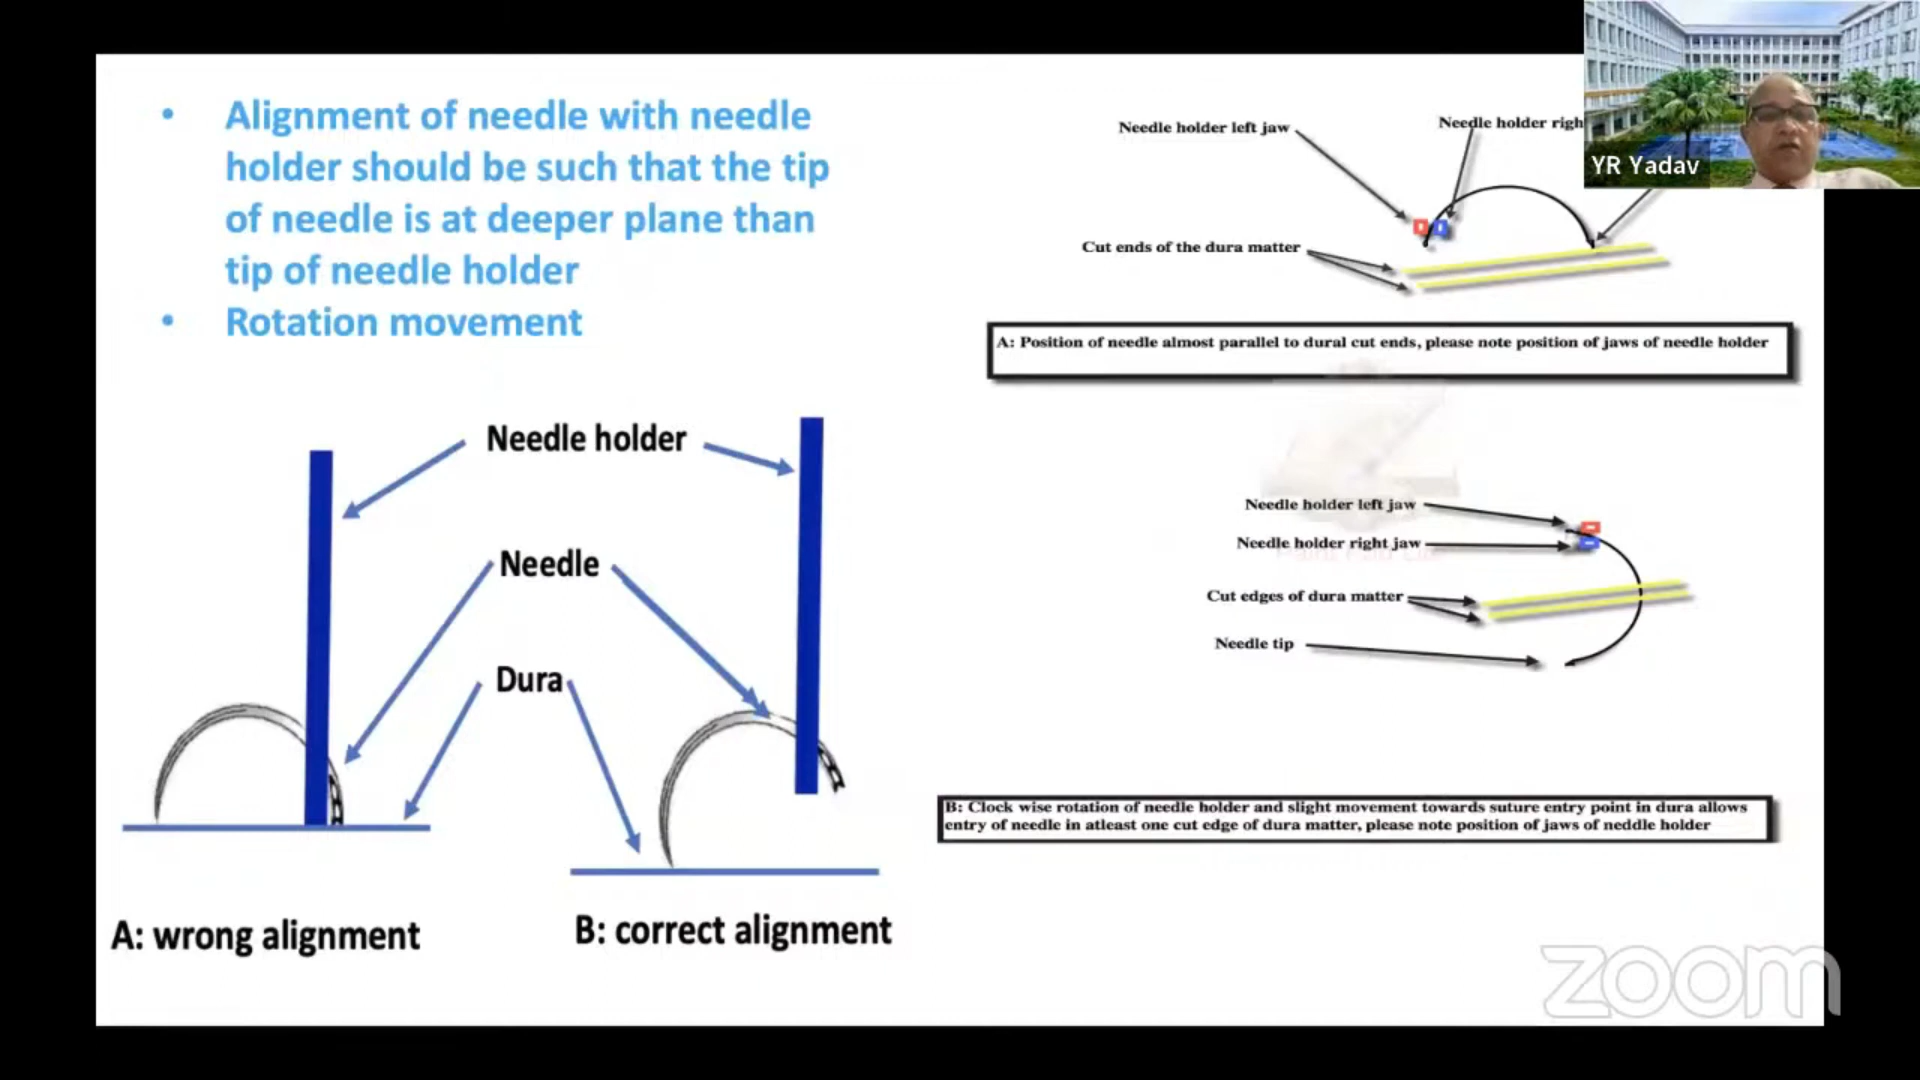 • Alignment of needle with needle
holder should be such that the tip
of needle is at deeper plane than
tip of needle holder
• Rotation movement
Needle holder
Needle
Dura
A: wrong alignment
B: correct alignment
Needle holder left jaw
Needle holder righ
Cut ends of the dura matter
A: Position of needle almost parallel to dural cut ends, please note position of jaws of needle holder
Needle holder left jaw
Needle holder right jaw
Cut edges of dura matter
Needle tip
B: Clock wise rotation of needle holder and slight movement towards suture entry point in dura allows
entry of needle in atleast one cut edge of dura matter, please note position of jaws of neddle holder
YR Yadav
zoom